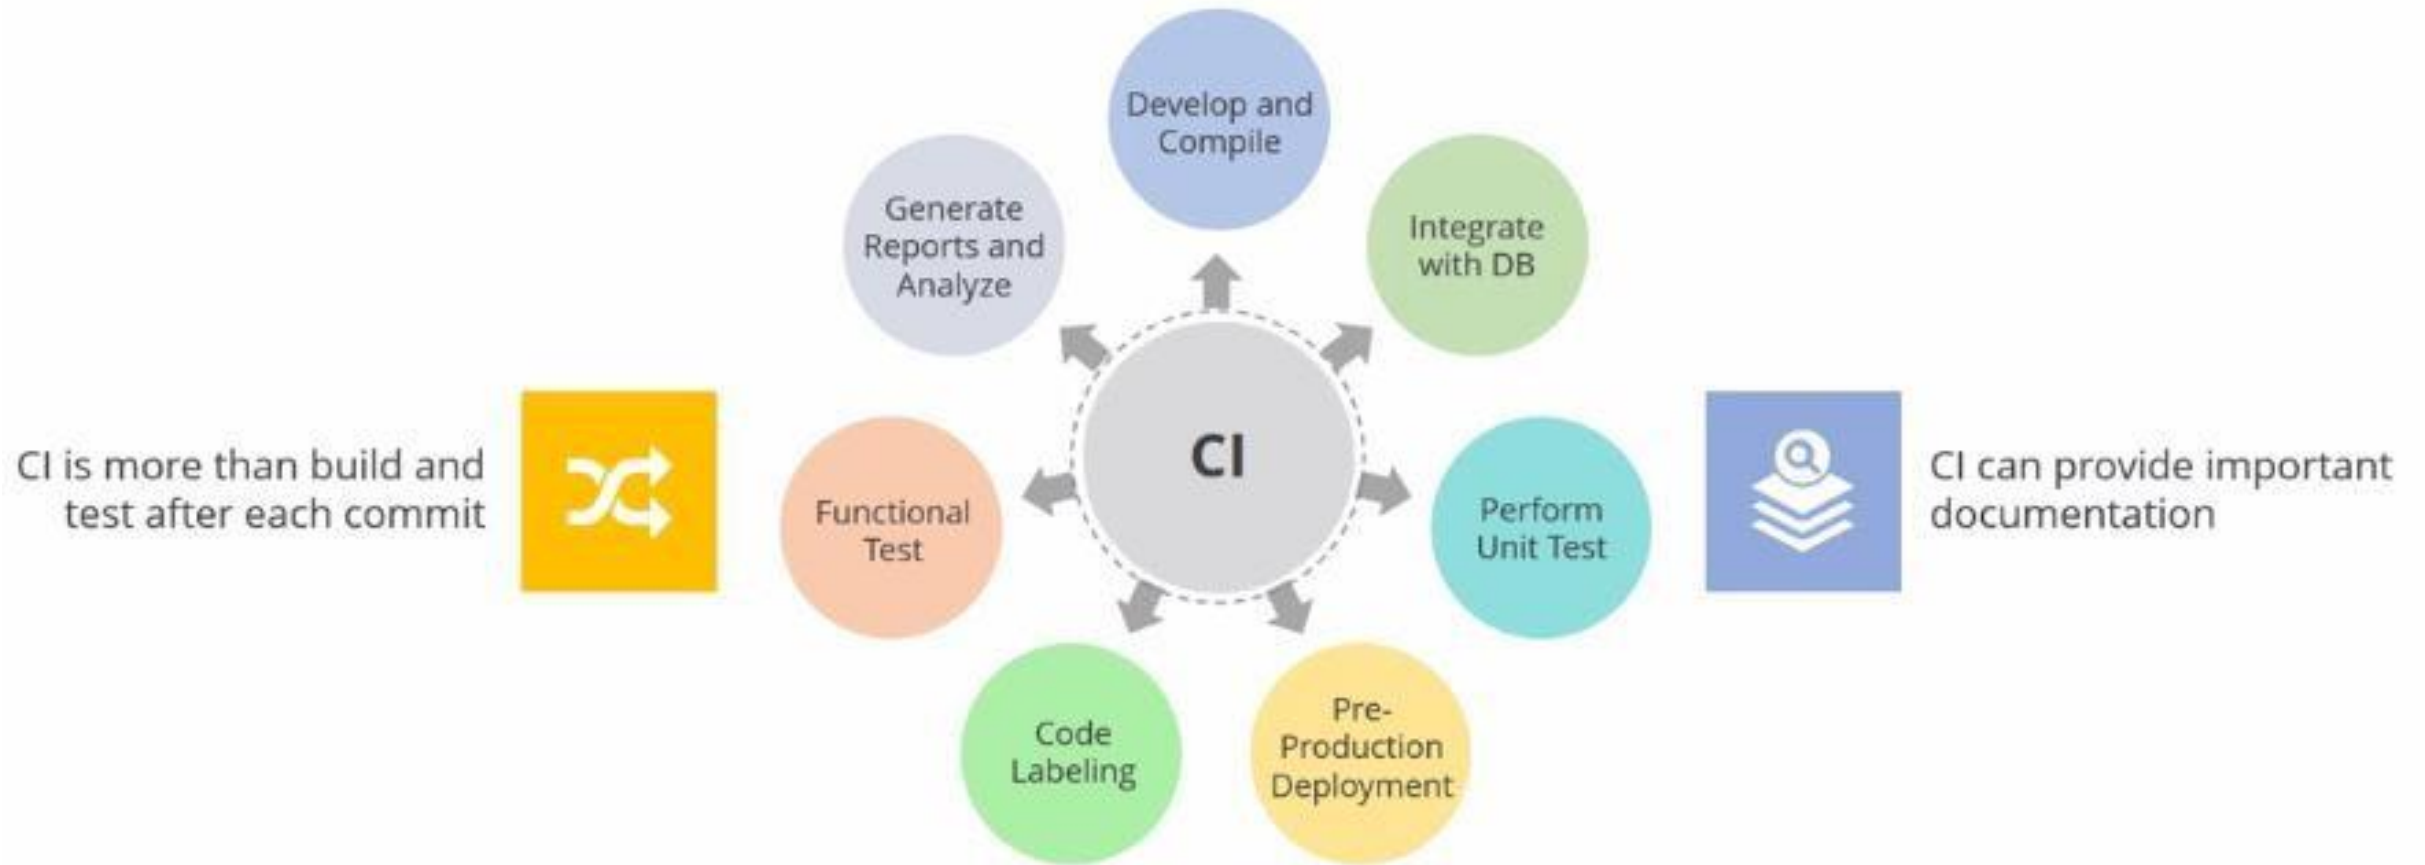 Develop and
Compile
Generate
Reports and
Analyze
Integrate
with DB
CI is more than build and
test after each commit
CI
CI can provide important
documentation
Functional
Test
Perform
Unit Test
Code
Labeling
Pre-
Production
Deployment